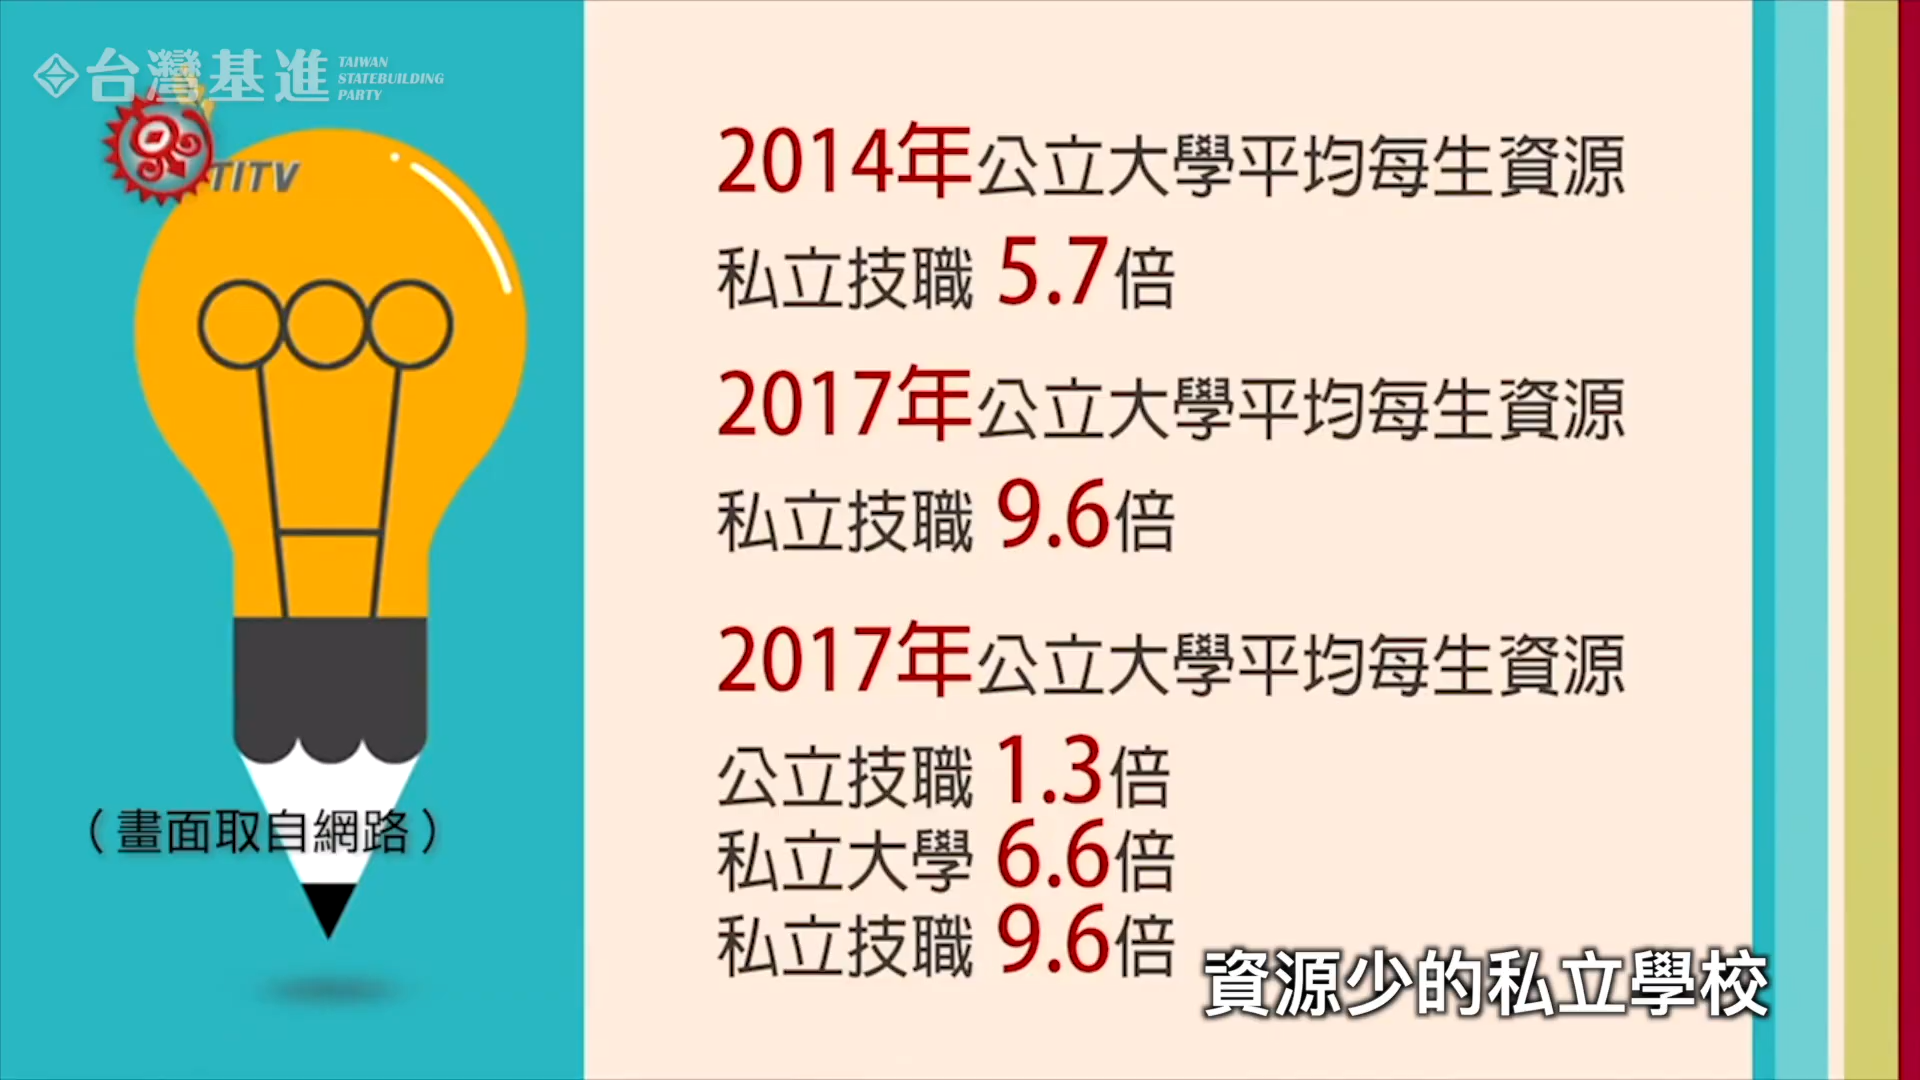 台灣基進
TAIWAN
STATEBUILDING
PARTY
TITV
2014年公立大學平均每生資源
私立技職 5.7倍
2017年公立大學平均每生資源
私立技職 9.6倍
2017年公立大學平均每生資源
公立技職 1.3倍
私立大學 6.6倍
私立技職 9.6倍
（畫面取自網路）
資源少的私立學校